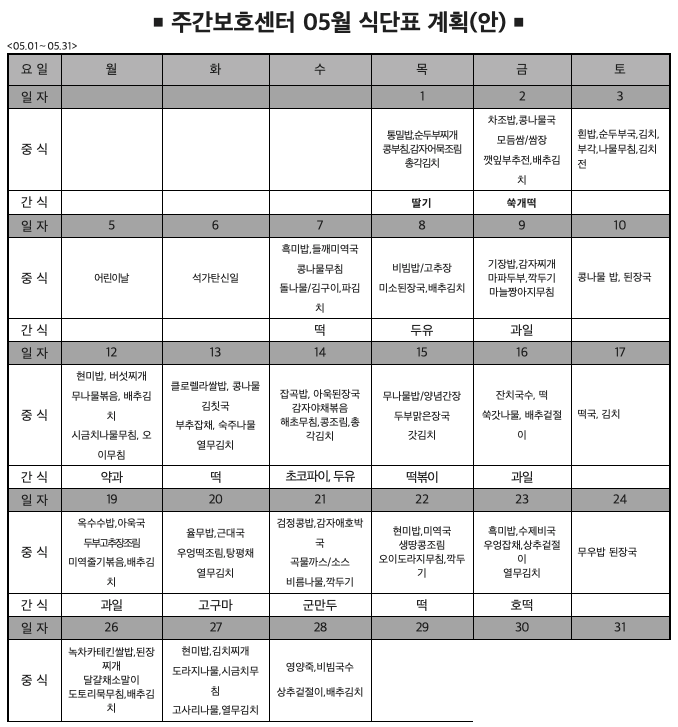 ▪ 주간보호센터 05월 식단표 계획(안) ▪
<05.01~05.31>
요 일 월 화 수 목 금 토
일 자 1 2 3
중 식
통밀밥,순두부찌개
콩부침,감자어묵조림
총각김치
차조밥,콩나물국
모듬쌈/쌈장
깻잎부추전,배추김
치
흰밥,순두부국,김치,
부각,나물무침,김치
전
간 식 딸기 쑥개떡
일 자 5 6 7 8 9 10
중 식
어린이날
석가탄신일
흑미밥,들깨미역국
콩나물무침
돌나물/김구이,파김
치
비빔밥/고추장
미소된장국,배추김치
기장밥,감자찌개
마파두부,깍두기
마늘짱아지무침
콩나물 밥, 된장국
간 식 떡 두유 과일
일 자 12 13 14 15 16 17
중 식
현미밥, 버섯찌개
무나물볶음, 배추김
치
시금치나물무침, 오
이무침
클로렐라쌀밥, 콩나물
김칫국
부추잡채, 숙주나물
열무김치
잡곡밥, 아욱된장국
감자야채볶음
해초무침,콩조림,총
각김치
무나물밥/양념간장
두부맑은장국
갓김치
잔치국수, 떡
쑥갓나물, 배추겉절
이
떡국, 김치
간 식 약과 떡 초코파이, 두유 떡볶이 과일
일 자 19 20 21 22 23 24
중 식
옥수수밥,아욱국
두부고추장조림
미역줄기볶음,배추김
치
율무밥,근대국
우엉떡조림,탕평채
열무김치
검정콩밥,감자애호박
국
곡물까스/소스
비름나물,깍두기
현미밥,미역국
생땅콩조림
오이도라지무침,깍두
기
흑미밥,수제비국
우엉잡채,상추겉절
이
열무김치
무우밥 된장국
간 식 과일 고구마 군만두 떡 호떡
일 자 26 27 28 29 30 31
중 식
녹차카테킨쌀밥,된장
찌개
달걀채소말이
도토리묵무침,배추김
치
현미밥,김치찌개
도라지나물,시금치무
침
고사리나물,열무김치
영양죽,비빔국수
상추겉절이,배추김치